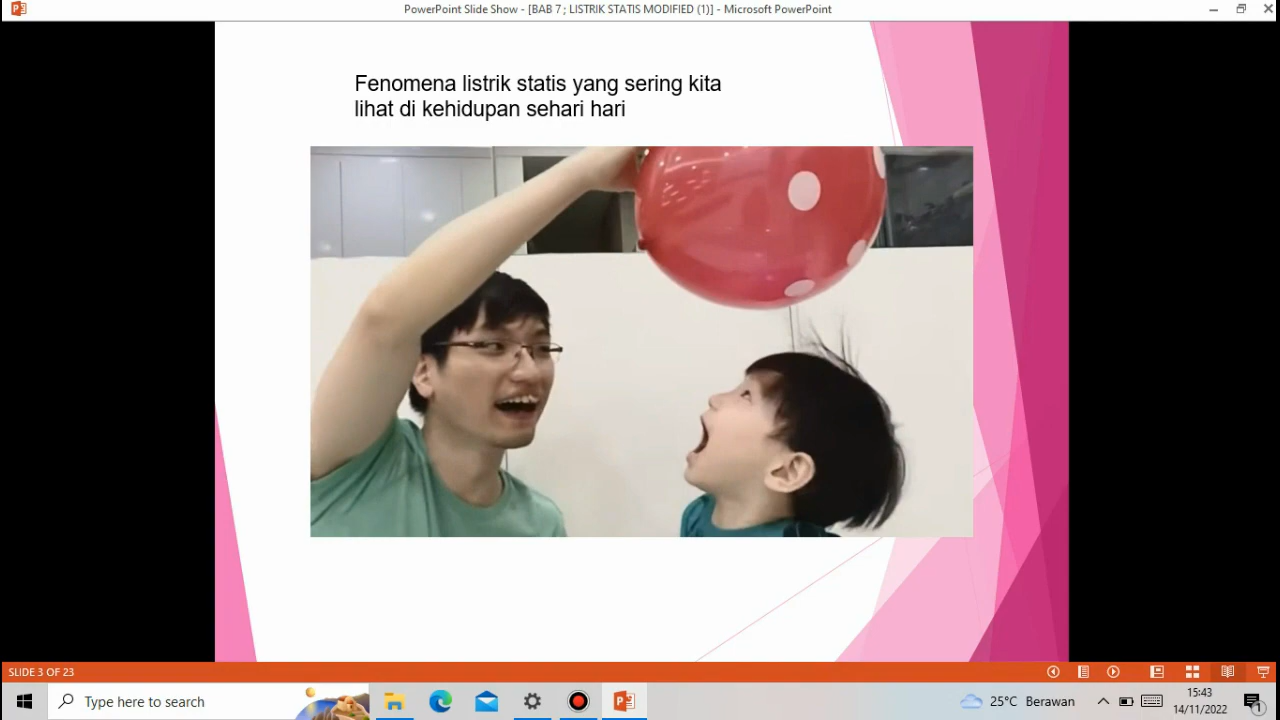 PowerPoint Slide Show - [BAB 7 ; LISTRIK STATIS MODIFIED (1)] - Microsoft PowerPoint
Fenomena listrik statis yang sering kita
lihat di kehidupan sehari hari
SLIDE 3 OF 23
Type here to search
25°C Berawan
15:43
14/11/2022
1